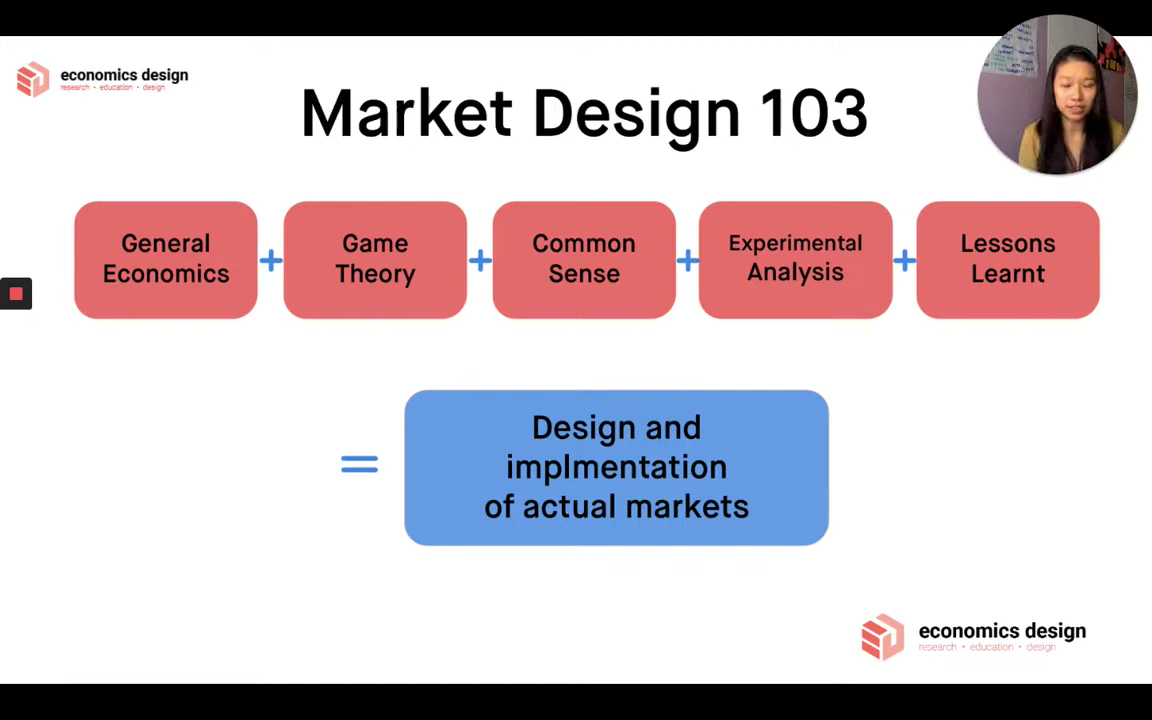 economics design
research • education • design
Market Design 103
General
Economics
+
Game
Theory
+
Common
Sense
+
Experimental
Analysis
+
Lessons
Learnt
=
Design and
implmentation
of actual markets
economics design
research • education • design